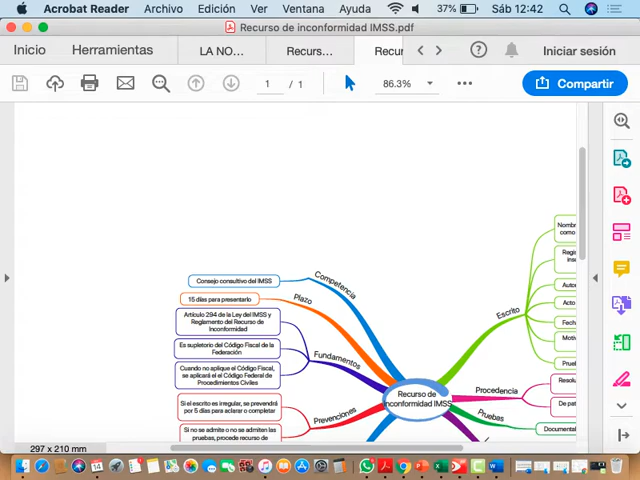 Acrobat Reader Archivo Edición Ver Ventana Ayuda 37% Sáb 12:42
Recurso de inconformidad IMSS.pdf
Inicio Herramientas LA NO... Recurs... Recur Iniciar sesión
1 / 1 86.3% Compartir
Nombr
como
Regis
inse
Autor
Acto
Fech
Motiv
Prue
Escrito
Consejo consultivo del IMSS
Competencia
15 días para presentarlo
Plazo
Artículo 294 de la Ley del IMSS y
Reglamento del Recurso de
Inconformidad
Es supletorio del Código Fiscal de la
Federación
Cuando no aplique el Código Fiscal,
se aplicará el el Código Federal de
Procedimientos Civiles
Fundamentos
Si el escrito es irregular, se prevendrá
por 5 días para aclarar o completar
Si no se admite o no se admiten las
pruebas, procede recurso de
Prevenciones
Recurso de
inconformidad IMSS
Procedencia
Resolu
De pat
Pruebas
Documental
297 x 210 mm
14